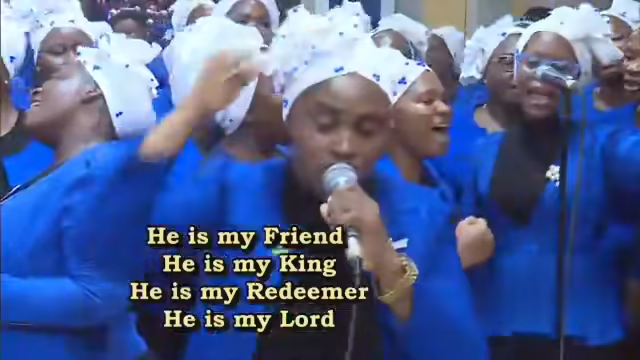 He is my Friend
He is my King
He is my Redeemer
He is my Lord